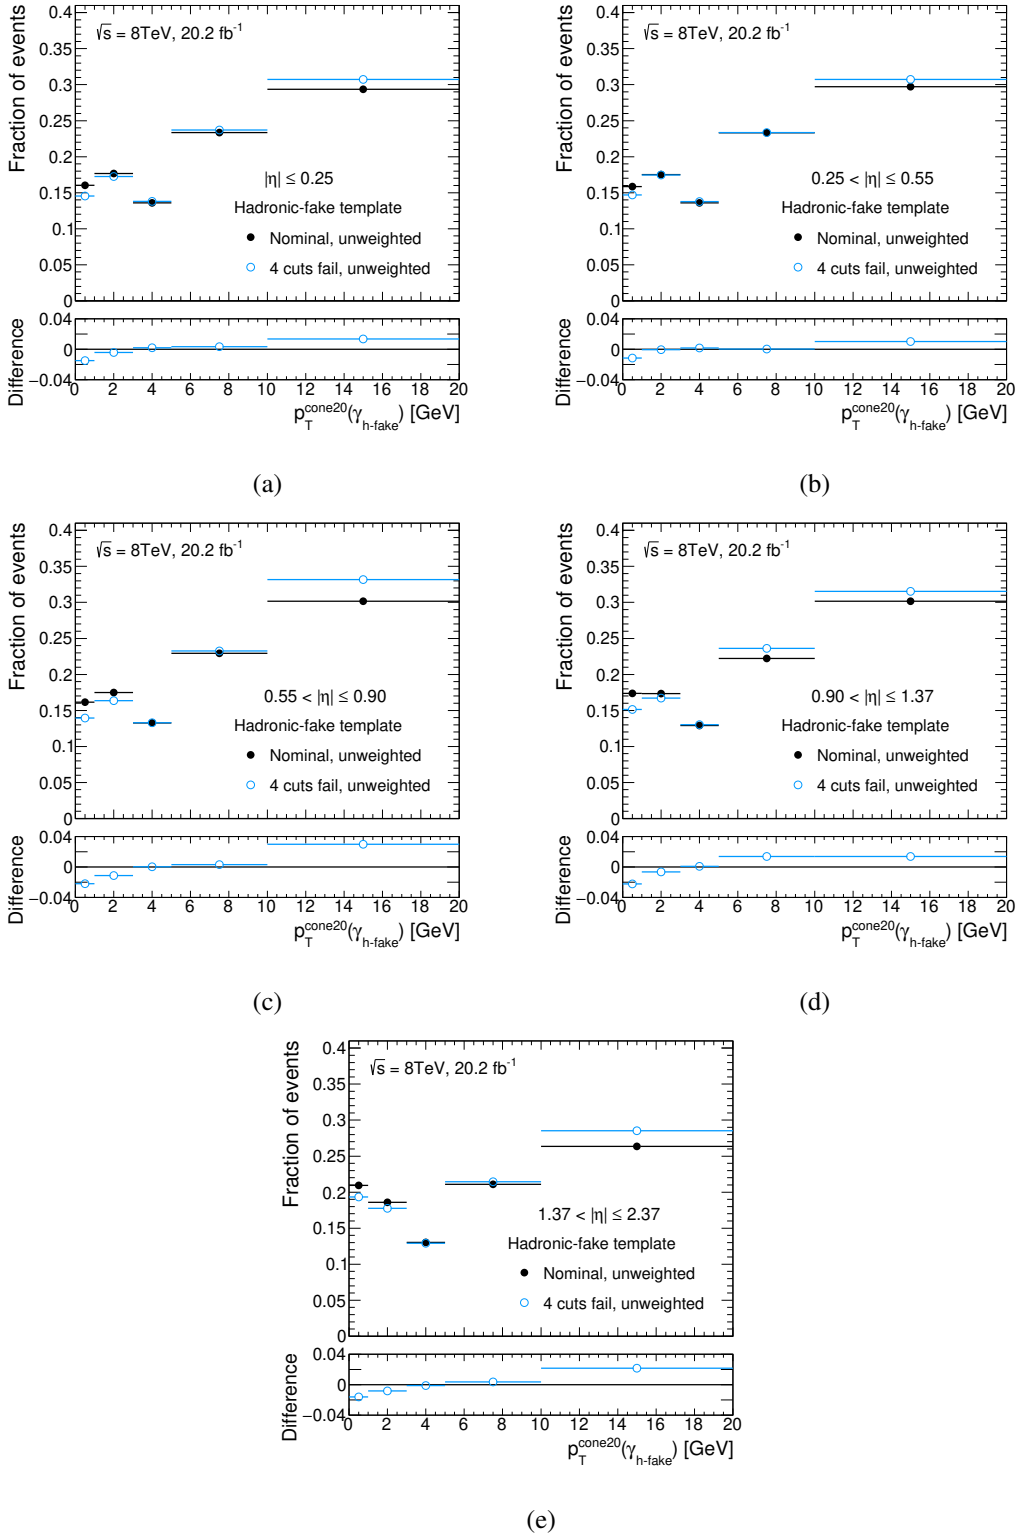 Fraction of events
0.4
0.35
0.3
0.25
0.2
0.15
0.1
0.05
0
√s = 8TeV, 20.2 fb⁻¹
|η| ≤ 0.25
Hadronic-fake template
Nominal, unweighted
4 cuts fail, unweighted
Difference
0.04
0
−0.04
0 2 4 6 8 10 12 14 16 18 20
p_T^cone20(γ_h-fake) [GeV]
(a)
Fraction of events
0.4
0.35
0.3
0.25
0.2
0.15
0.1
0.05
0
√s = 8TeV, 20.2 fb⁻¹
0.25 < |η| ≤ 0.55
Hadronic-fake template
Nominal, unweighted
4 cuts fail, unweighted
Difference
0.04
0
−0.04
0 2 4 6 8 10 12 14 16 18 20
p_T^cone20(γ_h-fake) [GeV]
(b)
Fraction of events
0.4
0.35
0.3
0.25
0.2
0.15
0.1
0.05
0
√s = 8TeV, 20.2 fb⁻¹
0.55 < |η| ≤ 0.90
Hadronic-fake template
Nominal, unweighted
4 cuts fail, unweighted
Difference
0.04
0
−0.04
0 2 4 6 8 10 12 14 16 18 20
p_T^cone20(γ_h-fake) [GeV]
(c)
Fraction of events
0.4
0.35
0.3
0.25
0.2
0.15
0.1
0.05
0
√s = 8TeV, 20.2 fb⁻¹
0.90 < |η| ≤ 1.37
Hadronic-fake template
Nominal, unweighted
4 cuts fail, unweighted
Difference
0.04
0
−0.04
0 2 4 6 8 10 12 14 16 18 20
p_T^cone20(γ_h-fake) [GeV]
(d)
Fraction of events
0.4
0.35
0.3
0.25
0.2
0.15
0.1
0.05
0
√s = 8TeV, 20.2 fb⁻¹
1.37 < |η| ≤ 2.37
Hadronic-fake template
Nominal, unweighted
4 cuts fail, unweighted
Difference
0.04
0
−0.04
0 2 4 6 8 10 12 14 16 18 20
p_T^cone20(γ_h-fake) [GeV]
(e)